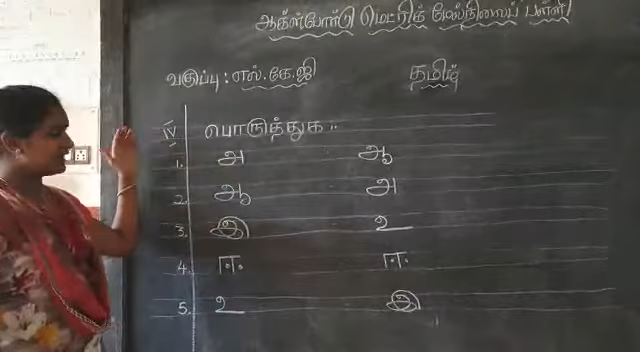 ஆக்ஸ்போர்டு மெட்ரிக் மேல்நிலைப் பள்ளி
வகுப்பு : எல்.கே.ஜி தமிழ்
IV பொருத்துக ..
1. அ ஆ
2. ஆ அ
3. இ உ
4. ஈ ஈ
5. உ இ